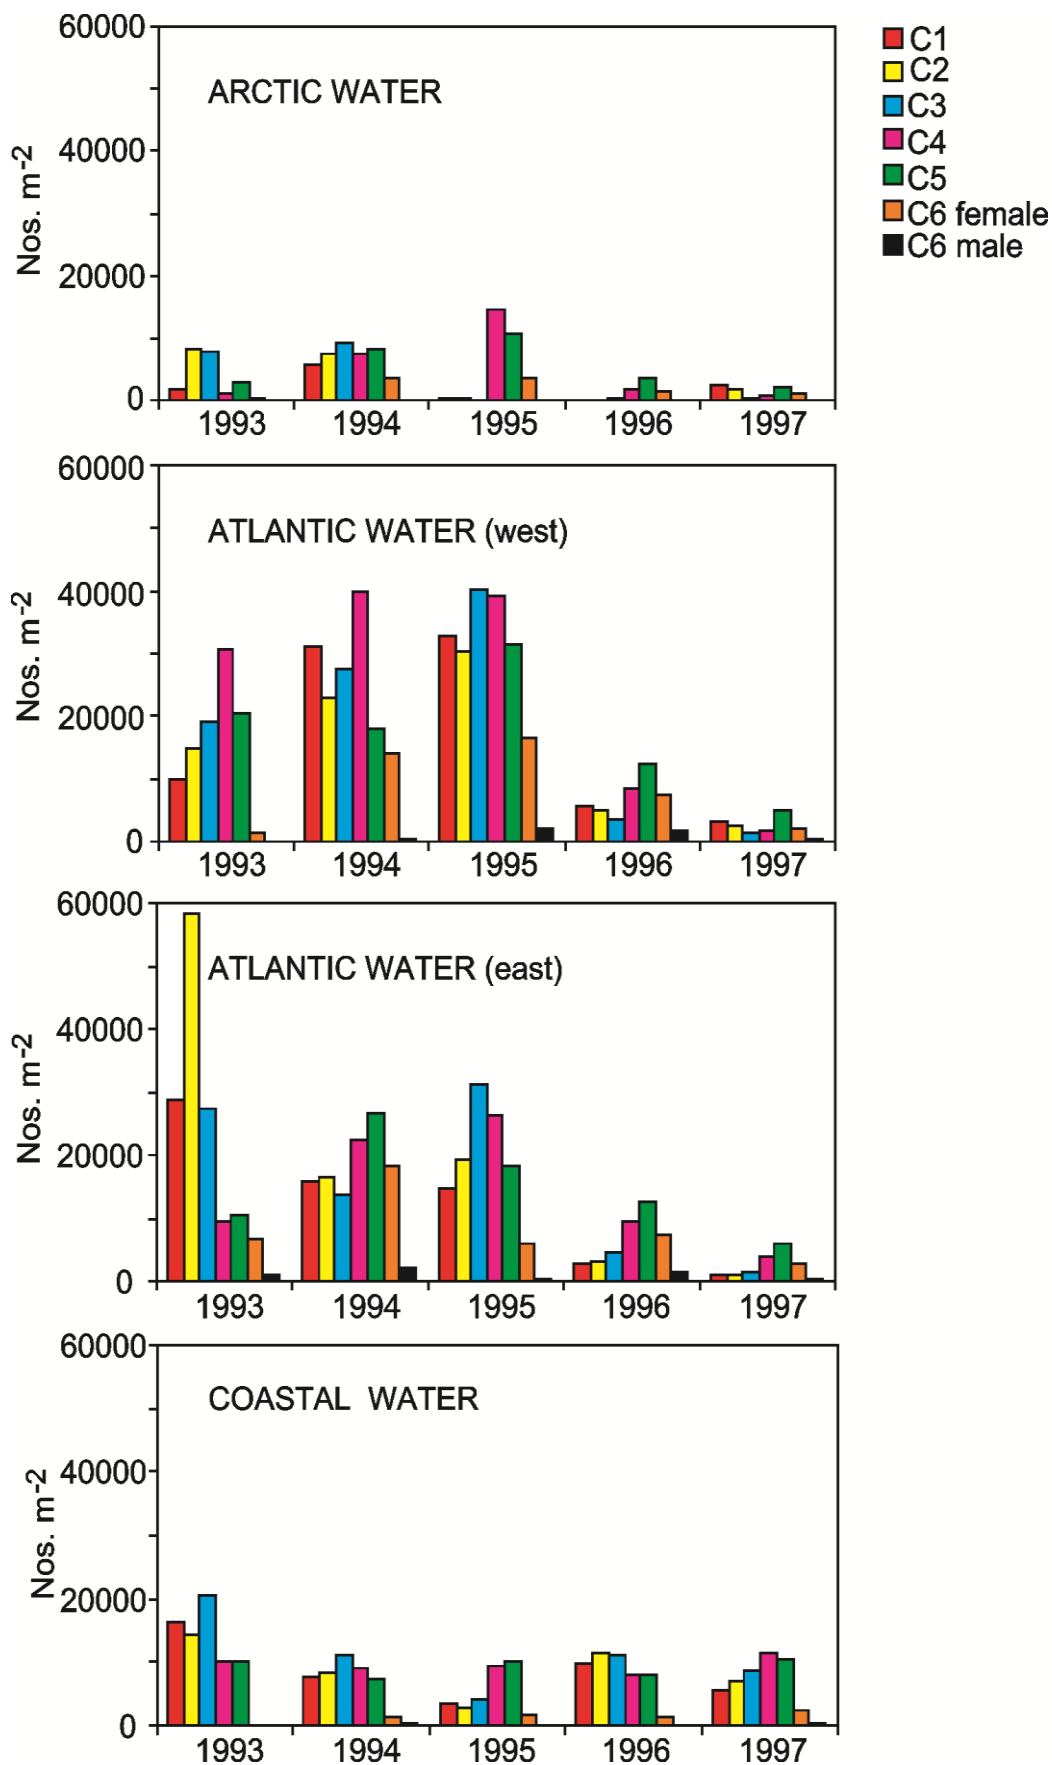 60000
ARCTIC WATER
40000
Nos. m-2
20000
0
1993 1994 1995 1996 1997
C1
C2
C3
C4
C5
C6 female
C6 male
60000
ATLANTIC WATER (west)
40000
Nos. m-2
20000
0
1993 1994 1995 1996 1997
60000
ATLANTIC WATER (east)
40000
Nos. m-2
20000
0
1993 1994 1995 1996 1997
60000
COASTAL WATER
40000
Nos. m-2
20000
0
1993 1994 1995 1996 1997